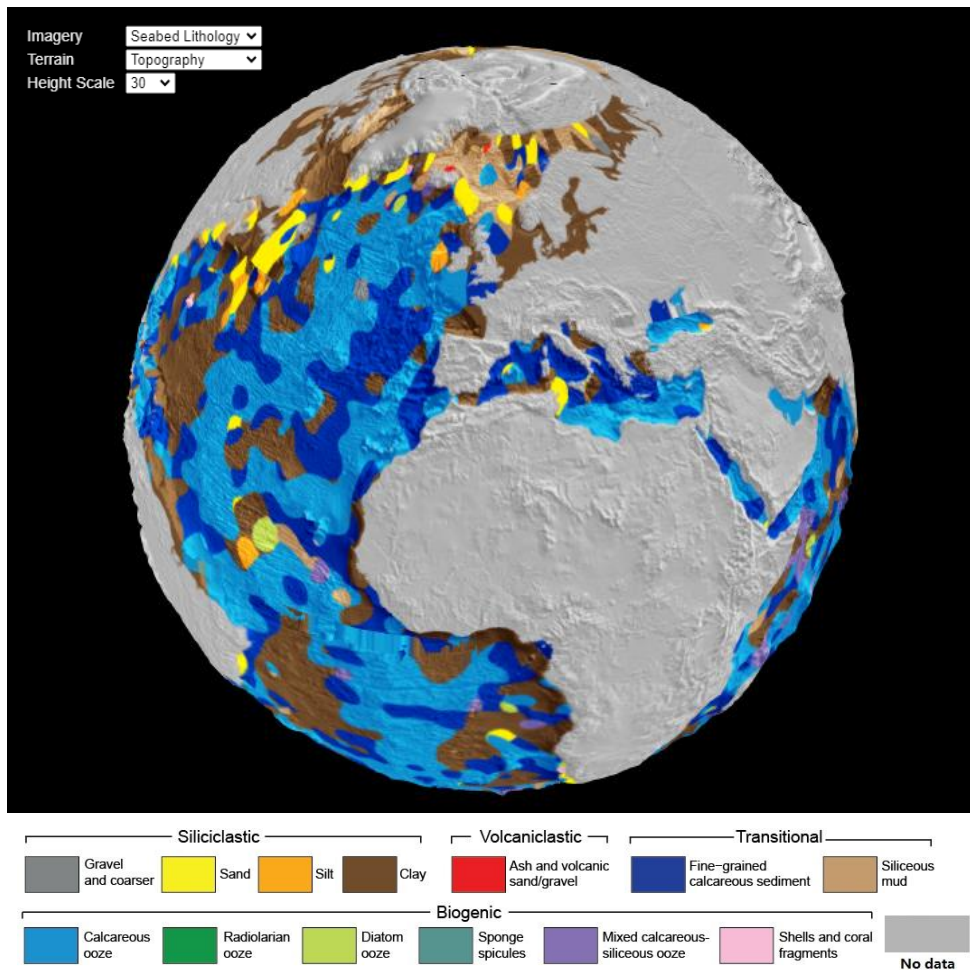 Imagery Seabed Lithology
Terrain Topography
Height Scale 30
Siliciclastic Volcaniclastic Transitional
Gravel and coarser
Sand
Silt
Clay
Ash and volcanic sand/gravel
Fine-grained calcareous sediment
Siliceous mud
Biogenic
Calcareous ooze
Radiolarian ooze
Diatom ooze
Sponge spicules
Mixed calcareous-siliceous ooze
Shells and coral fragments
No data